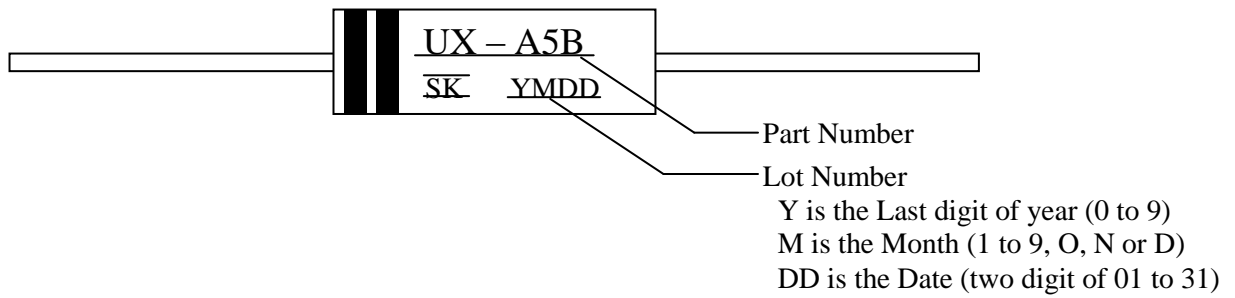 UX – A5B
SK YMDD
Part Number
Lot Number
Y is the Last digit of year (0 to 9)
M is the Month (1 to 9, O, N or D)
DD is the Date (two digit of 01 to 31)